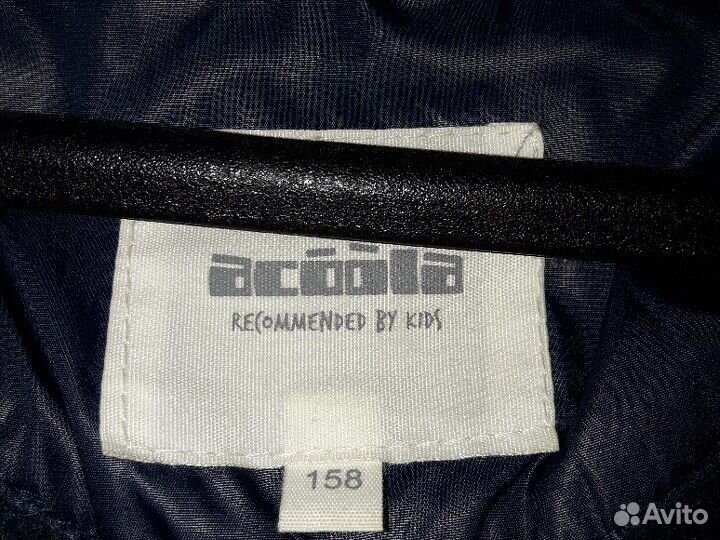 acoola
RECOMMENDED BY KIDS
158
Avito